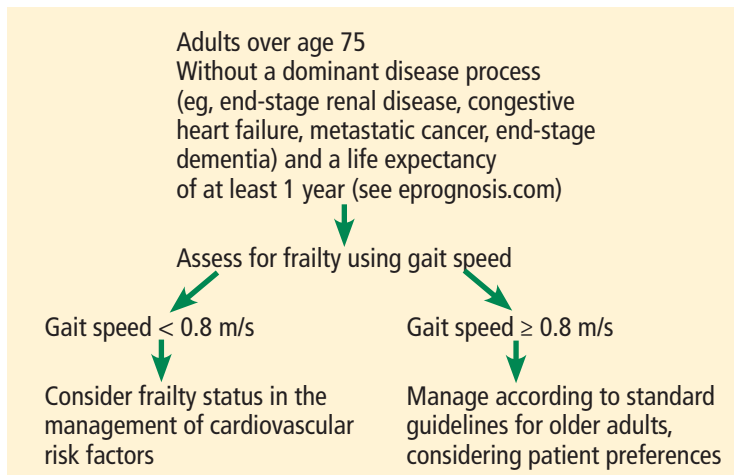 Adults over age 75
Without a dominant disease process
(eg, end-stage renal disease, congestive
heart failure, metastatic cancer, end-stage
dementia) and a life expectancy
of at least 1 year (see eprognosis.com)
Assess for frailty using gait speed
Gait speed < 0.8 m/s
Gait speed ≥ 0.8 m/s
Consider frailty status in the
management of cardiovascular
risk factors
Manage according to standard
guidelines for older adults,
considering patient preferences